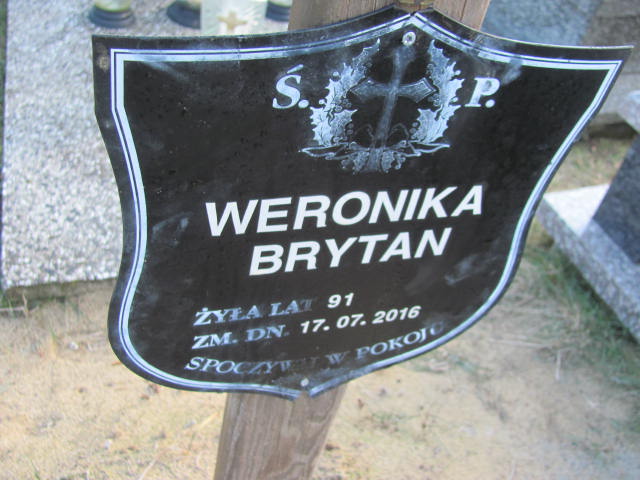 Ś. P.
WERONIKA
BRYTAN
ŻYŁA LAT 91
ZM. DN. 17. 07. 2016
SPOCZYWAJ W POKOJU